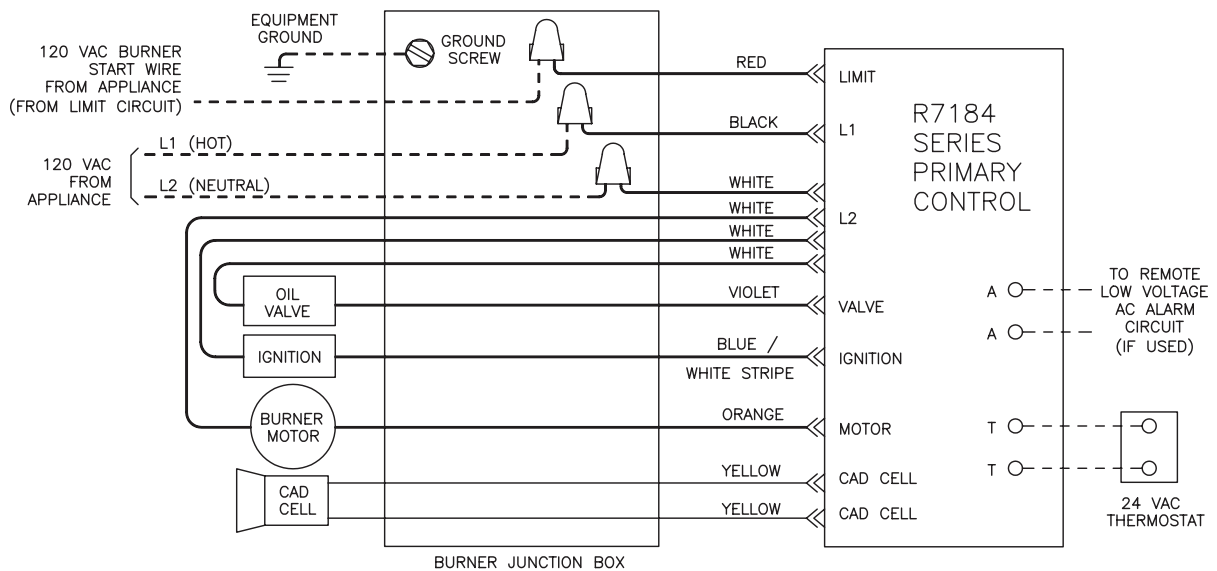 EQUIPMENT
GROUND
GROUND
SCREW
120 VAC BURNER
START WIRE
FROM APPLIANCE
(FROM LIMIT CIRCUIT)
L1 (HOT)
120 VAC
FROM
APPLIANCE
L2 (NEUTRAL)
RED
BLACK
WHITE
WHITE
WHITE
WHITE
VIOLET
BLUE /
WHITE STRIPE
ORANGE
YELLOW
YELLOW
OIL
VALVE
IGNITION
BURNER
MOTOR
CAD
CELL
BURNER JUNCTION BOX
LIMIT
L1
L2
VALVE
IGNITION
MOTOR
CAD CELL
CAD CELL
R7184
SERIES
PRIMARY
CONTROL
A
A
T
T
TO REMOTE
LOW VOLTAGE
AC ALARM
CIRCUIT
(IF USED)
24 VAC
THERMOSTAT